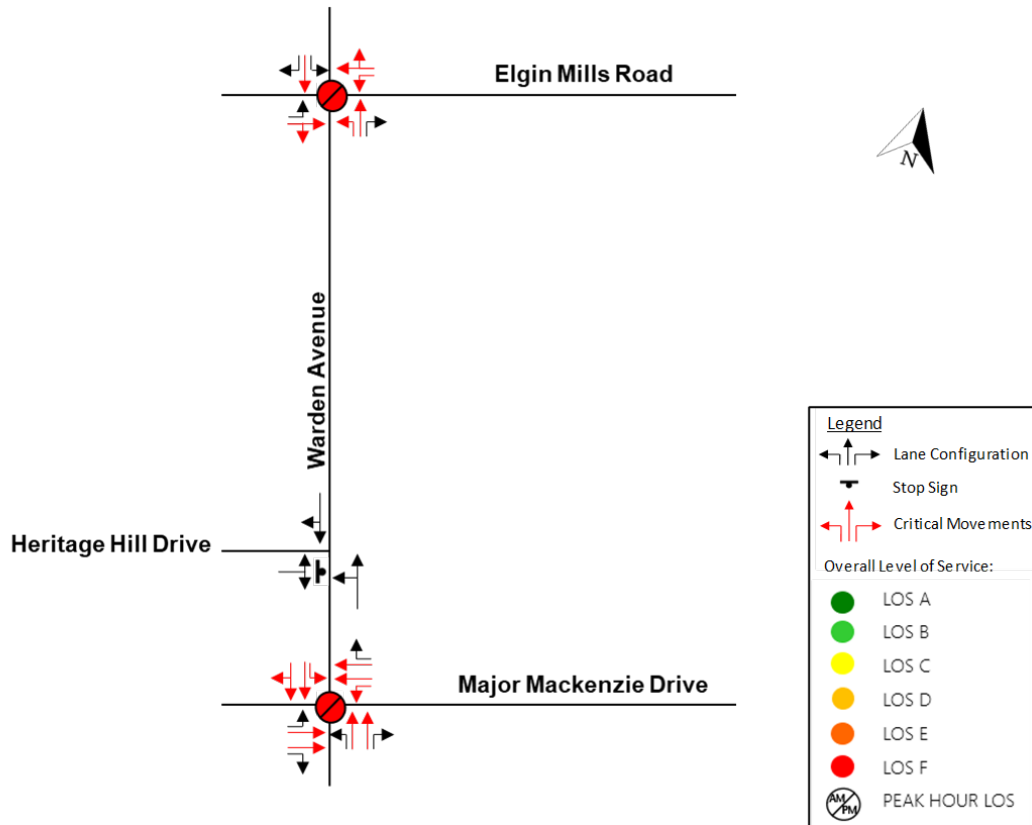 Elgin Mills Road
N
Warden Avenue
Heritage Hill Drive
Major Mackenzie Drive
Legend
Lane Configuration
Stop Sign
Critical Movements
Overall Level of Service:
LOS A
LOS B
LOS C
LOS D
LOS E
LOS F
AM/PM PEAK HOUR LOS